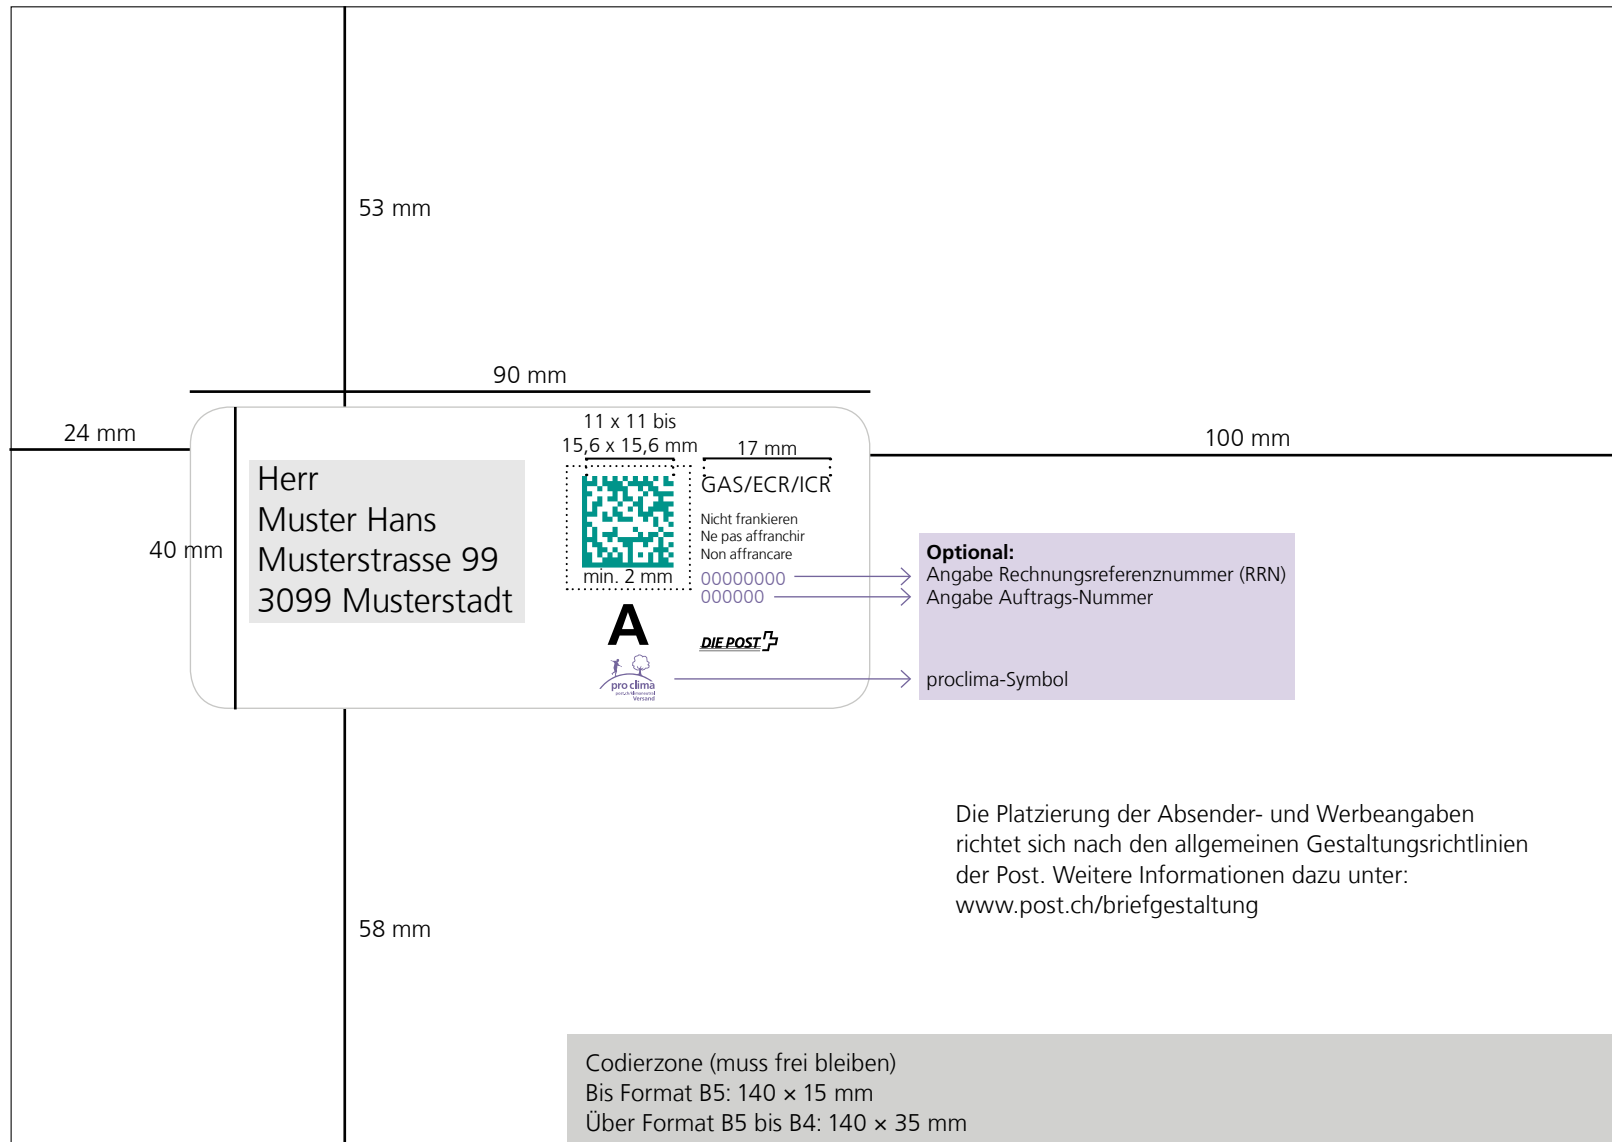 53 mm
90 mm
24 mm
11 x 11 bis
15,6 x 15,6 mm
17 mm
100 mm
40 mm
Herr
Muster Hans
Musterstrasse 99
3099 Musterstadt
min. 2 mm
A
pro clima
Versand
GAS/ECR/ICR
Nicht frankieren
Ne pas affranchir
Non affrancare
00000000
000000
DIE POST
Optional:
Angabe Rechnungsreferenznummer (RRN)
Angabe Auftrags-Nummer
proclima-Symbol
Die Platzierung der Absender- und Werbeangaben
richtet sich nach den allgemeinen Gestaltungsrichtlinien
der Post. Weitere Informationen dazu unter:
www.post.ch/briefgestaltung
58 mm
Codierzone (muss frei bleiben)
Bis Format B5: 140 × 15 mm
Über Format B5 bis B4: 140 × 35 mm